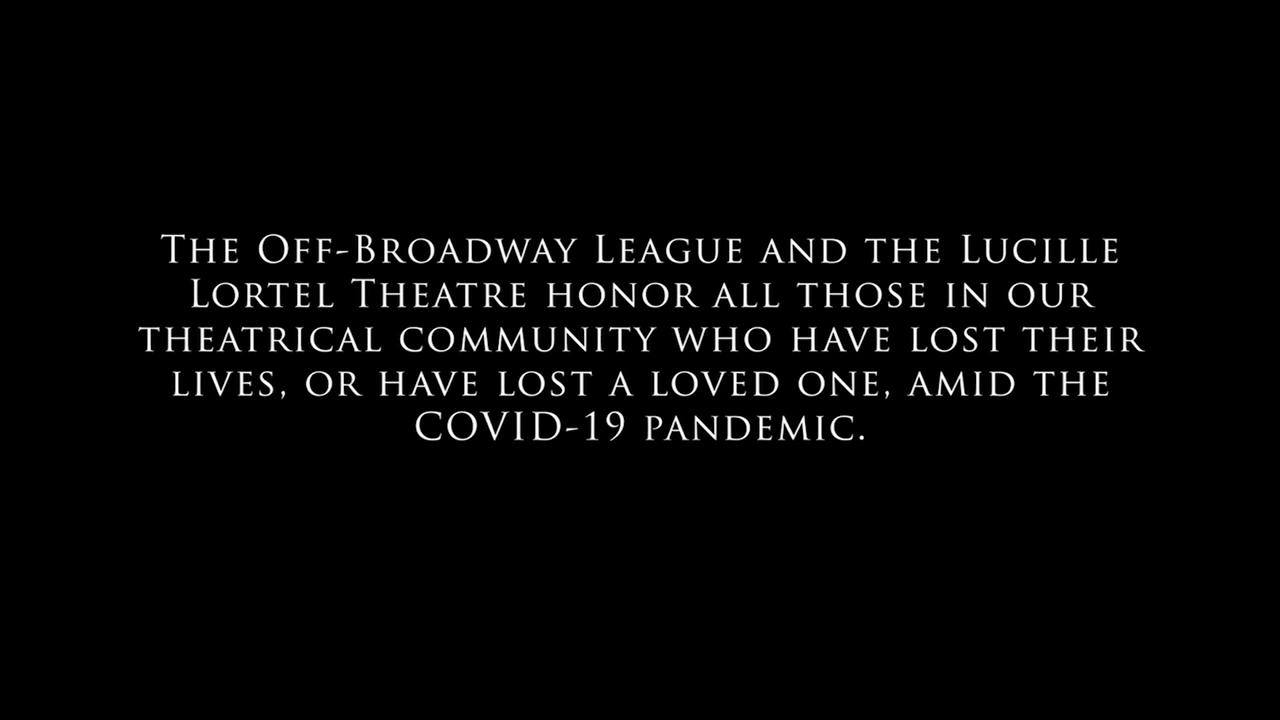 The Off-Broadway League and the Lucille
Lortel Theatre honor all those in our
theatrical community who have lost their
lives, or have lost a loved one, amid the
COVID-19 pandemic.